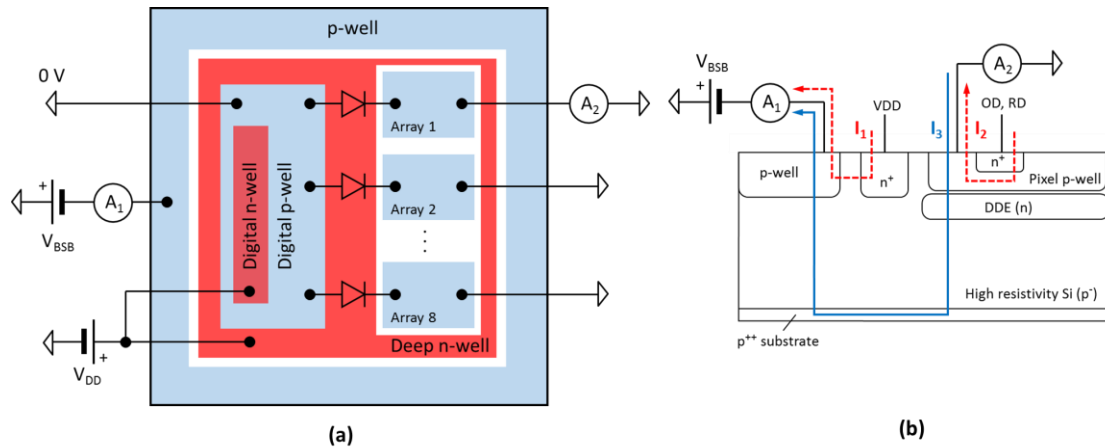 p-well
0 V
Array 1
Digital n-well
Digital p-well
Array 2
Array 8
Deep n-well
A1
A2
+
VBSB
+
VDD
(a)
VBSB
+
A1
A2
VDD
OD, RD
I1
I3
I2
p-well
n+
n+
Pixel p-well
DDE (n)
High resistivity Si (p-)
p++ substrate
(b)